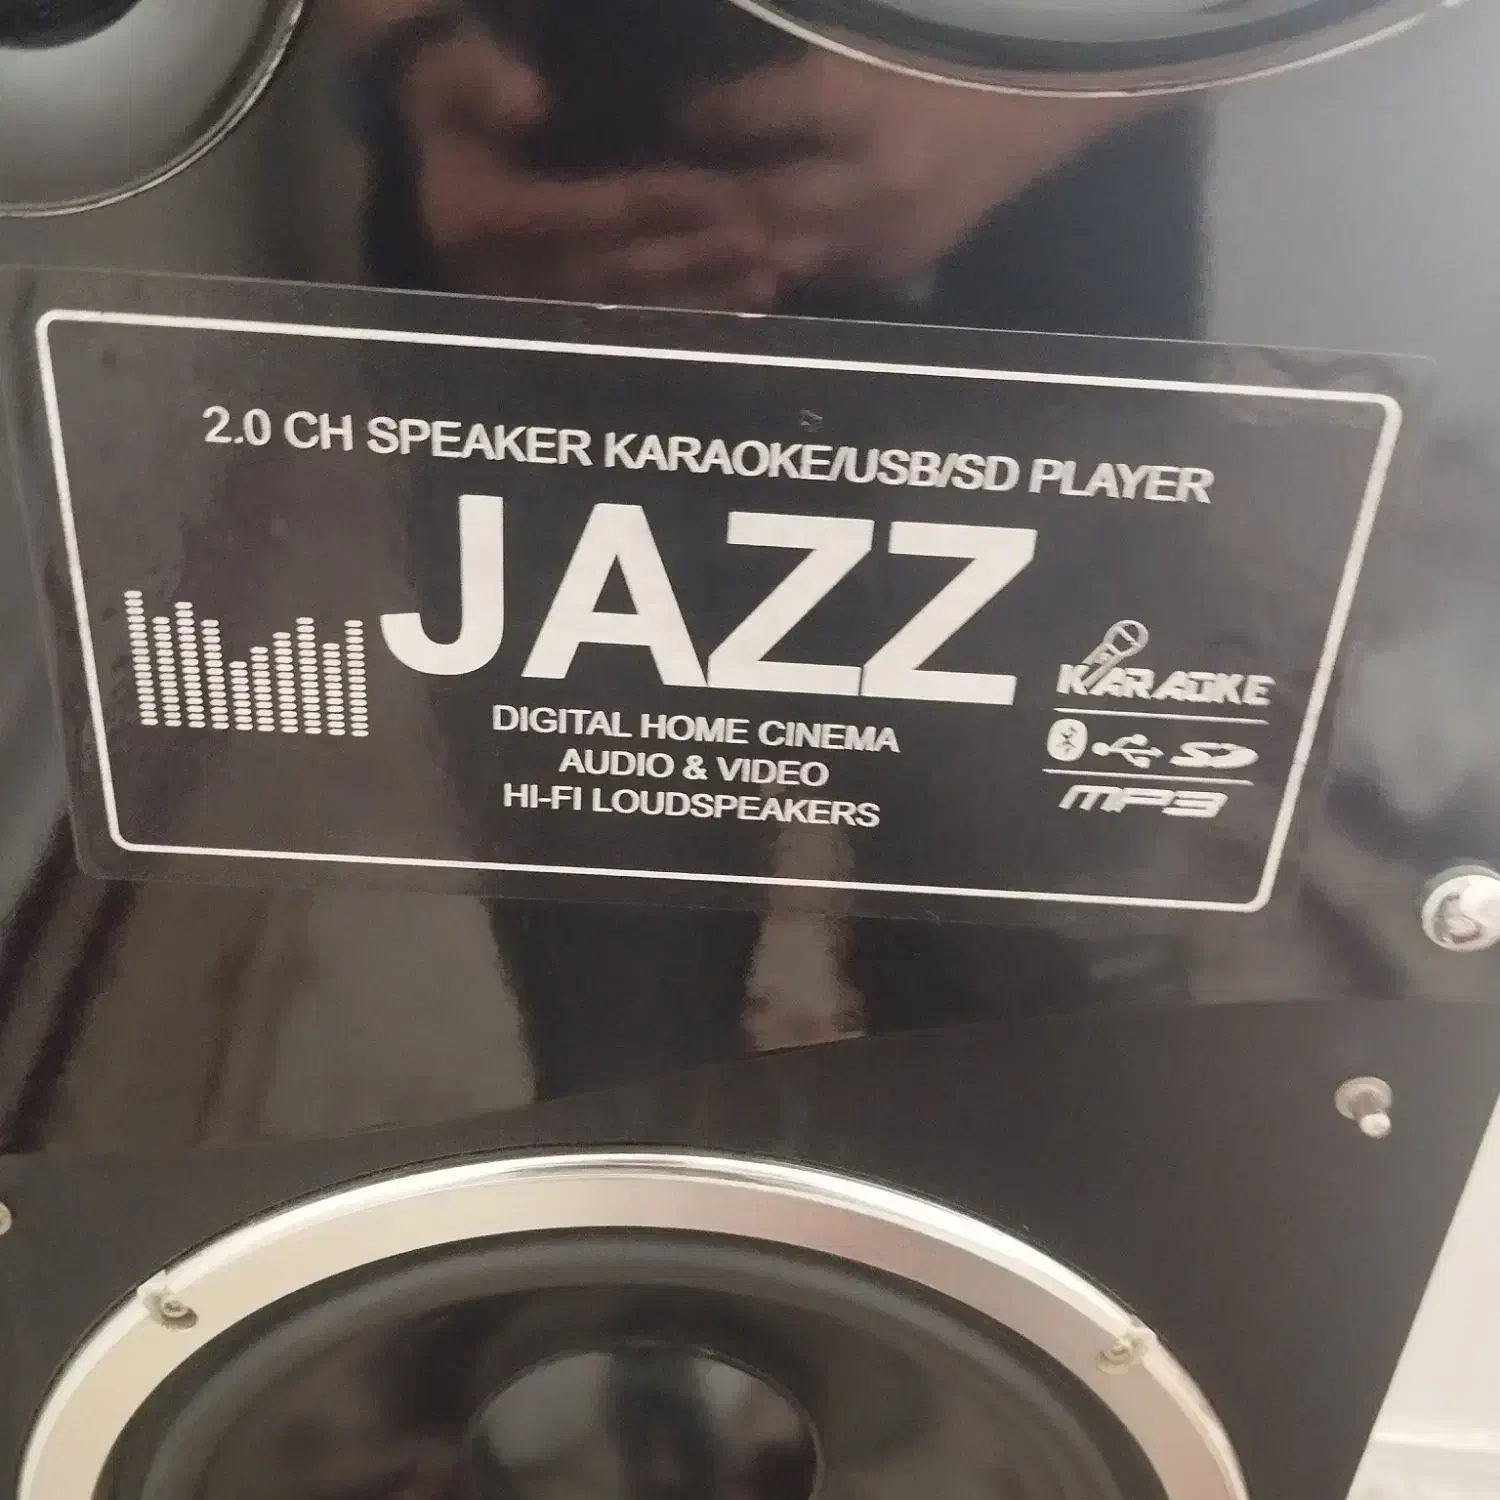 2.0 CH SPEAKER KARAOKE/USB/SD PLAYER
JAZZ
DIGITAL HOME CINEMA
AUDIO & VIDEO
HI-FI LOUDSPEAKERS
KARAOKE
SD
MP3